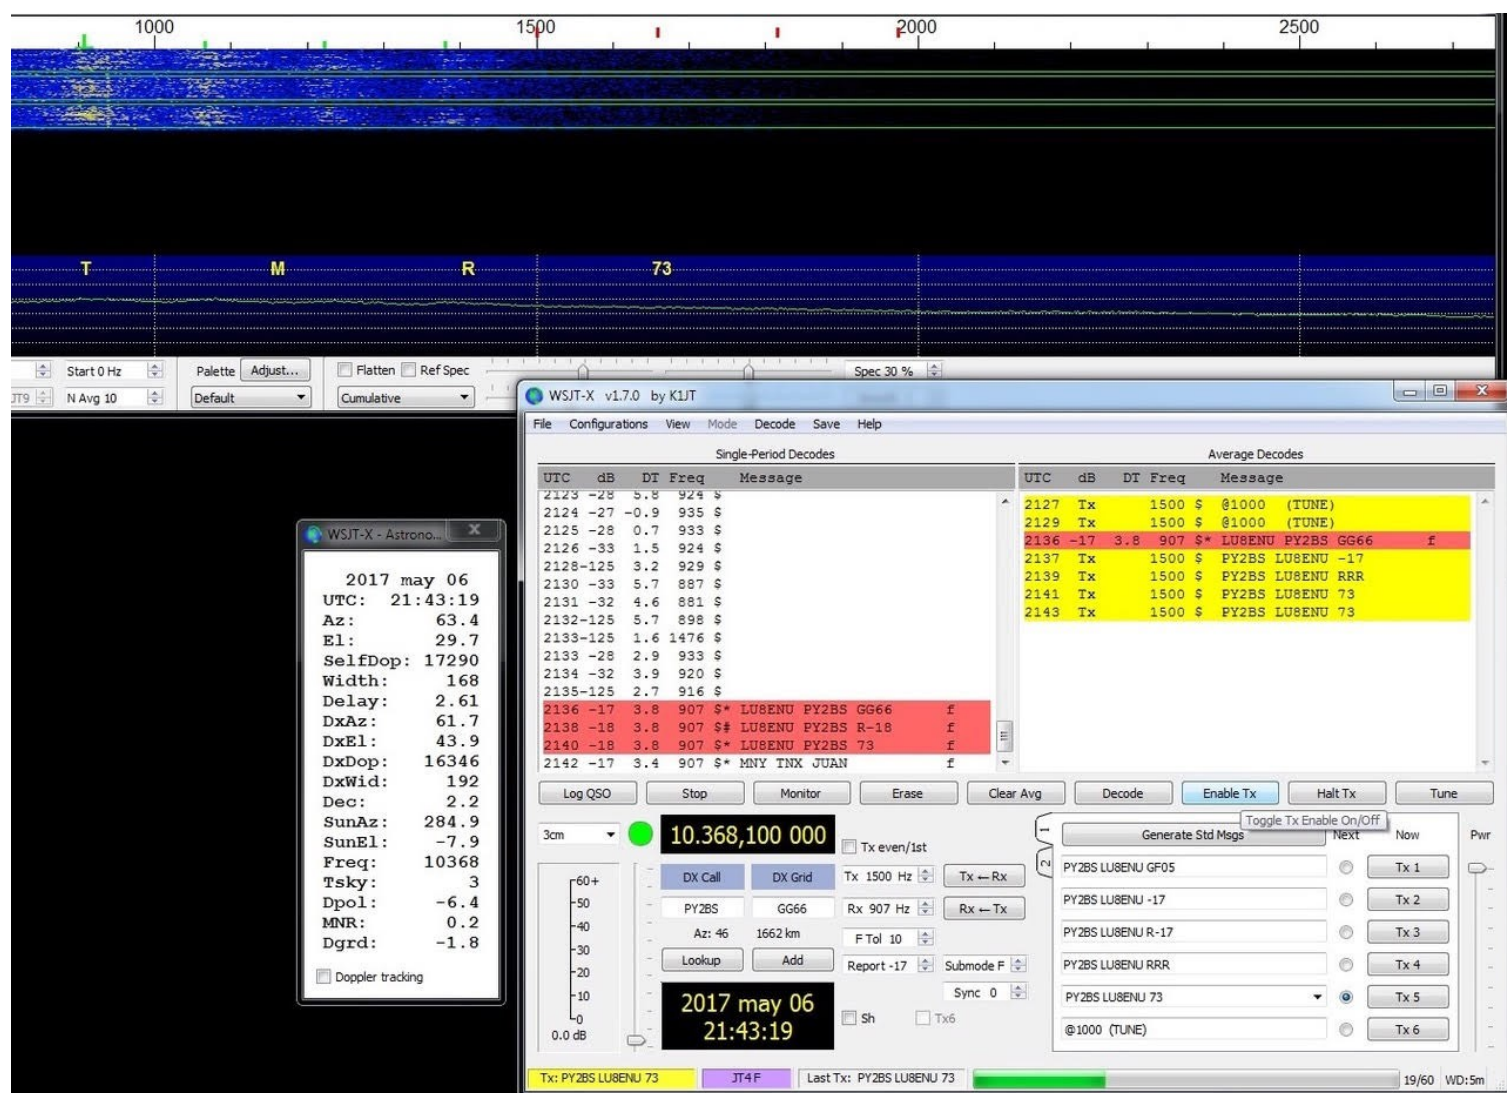 1000 1500 2000 2500
T M R 73
Start 0 Hz Palette Adjust... Flatten Ref Spec Spec 30 %
JT9 N Avg 10 Default Cumulative
WSJT-X v1.7.0 by K1JT
File Configurations View Mode Decode Save Help
Single-Period Decodes Average Decodes
UTC dB DT Freq Message
2123 -28 5.8 924 $
2124 -27 -0.9 935 $
2125 -28 0.7 933 $
2126 -33 1.5 924 $
2128-125 3.2 929 $
2130 -33 5.7 887 $
2131 -32 4.6 881 $
2132-125 5.7 898 $
2133-125 1.6 1476 $
2133 -28 2.9 933 $
2134 -32 3.9 920 $
2135-125 2.7 916 $
2136 -17 3.8 907 $* LU8ENU PY2BS GG66 f
2138 -18 3.8 907 $# LU8ENU PY2BS R-18 f
2140 -18 3.8 907 $* LU8ENU PY2BS 73 f
2142 -17 3.4 907 $* MNY TNX JUAN f
UTC dB DT Freq Message
2127 Tx 1500 $ @1000 (TUNE)
2129 Tx 1500 $ @1000 (TUNE)
2136 -17 3.8 907 $* LU8ENU PY2BS GG66 f
2137 Tx 1500 $ PY2BS LU8ENU -17
2139 Tx 1500 $ PY2BS LU8ENU RRR
2141 Tx 1500 $ PY2BS LU8ENU 73
2143 Tx 1500 $ PY2BS LU8ENU 73
WSJT-X - Astrono...
2017 may 06
UTC: 21:43:19
Az: 63.4
El: 29.7
SelfDop: 17290
Width: 168
Delay: 2.61
DxAz: 61.7
DxEl: 43.9
DxDop: 16346
DxWid: 192
Dec: 2.2
SunAz: 284.9
SunEl: -7.9
Freq: 10368
Tsky: 3
Dpol: -6.4
MNR: 0.2
Dgrd: -1.8
Doppler tracking
Log QSO Stop Monitor Erase Clear Avg Decode Enable Tx Halt Tx Tune
Toggle Tx Enable On/Off
3cm 10.368,100 000 Tx even/1st
DX Call DX Grid Tx 1500 Hz Tx ← Rx
PY2BS GG66 Rx 907 Hz Rx ← Tx
Az: 46 1662 km F Tol 10
Lookup Add Report -17 Submode F
Sync 0
2017 may 06
21:43:19
Sh Tx6
60+
50
40
30
20
10
0
0.0 dB
1
2
Generate Std Msgs Next Now Pwr
PY2BS LU8ENU GF05 Tx 1
PY2BS LU8ENU -17 Tx 2
PY2BS LU8ENU R-17 Tx 3
PY2BS LU8ENU RRR Tx 4
PY2BS LU8ENU 73 Tx 5
@1000 (TUNE) Tx 6
Tx: PY2BS LU8ENU 73 JT4 F Last Tx: PY2BS LU8ENU 73 19/60 WD:5m